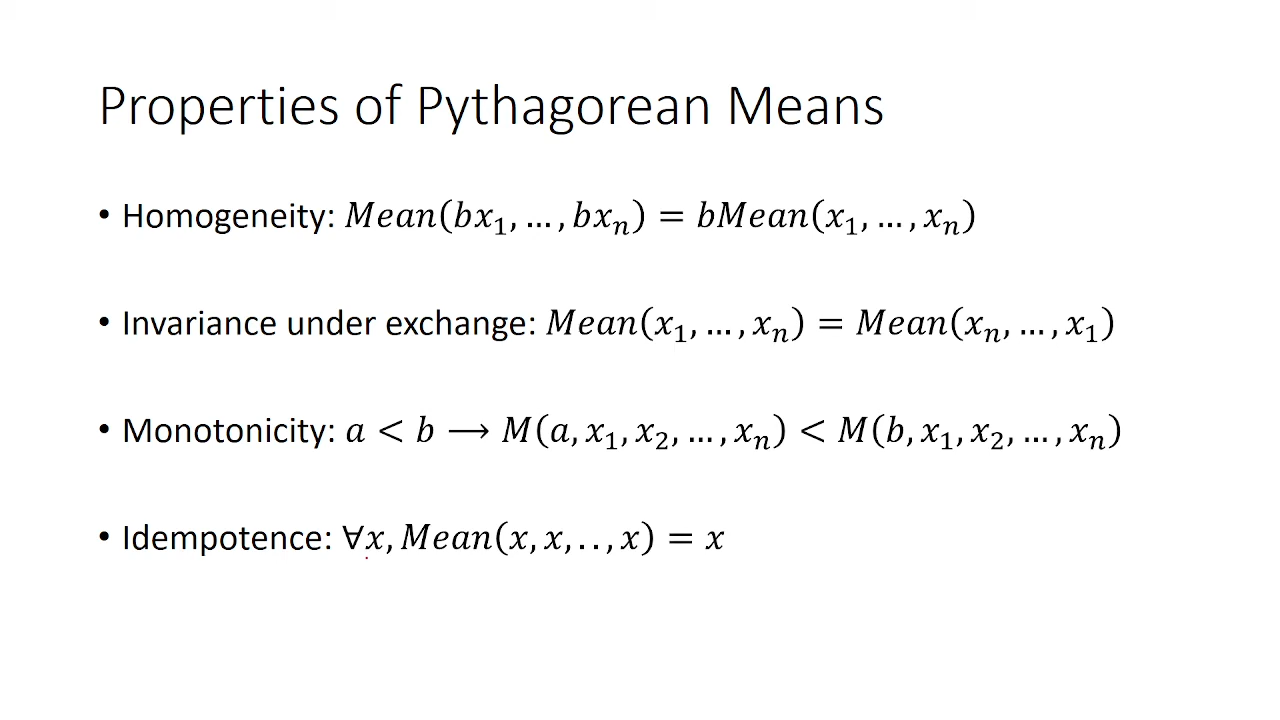 Properties of Pythagorean Means
• Homogeneity: 𝑀𝑒𝑎𝑛(𝑏𝑥₁, … , 𝑏𝑥ₙ) = 𝑏𝑀𝑒𝑎𝑛(𝑥₁, … , 𝑥ₙ)
• Invariance under exchange: 𝑀𝑒𝑎𝑛(𝑥₁, … , 𝑥ₙ) = 𝑀𝑒𝑎𝑛(𝑥ₙ, … , 𝑥₁)
• Monotonicity: 𝑎 < 𝑏 ⟶ 𝑀(𝑎, 𝑥₁, 𝑥₂, … , 𝑥ₙ) < 𝑀(𝑏, 𝑥₁, 𝑥₂, … , 𝑥ₙ)
• Idempotence: ∀𝑥, 𝑀𝑒𝑎𝑛(𝑥, 𝑥, . . , 𝑥) = 𝑥